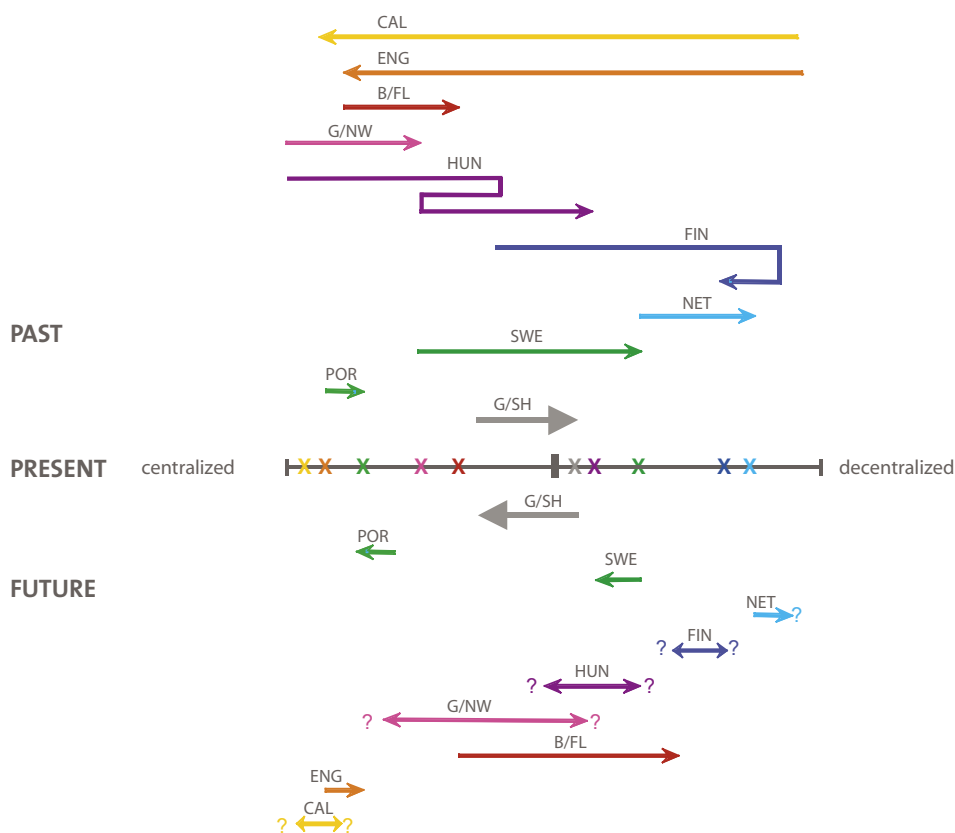 CAL
ENG
B/FL
G/NW
HUN
FIN
NET
PAST
SWE
POR
G/SH
PRESENT centralized X X X X X X X X X X decentralized
G/SH
POR
SWE
FUTURE
NET
?
FIN
? ?
HUN
? ?
G/NW
? ?
B/FL
ENG
CAL
? ?